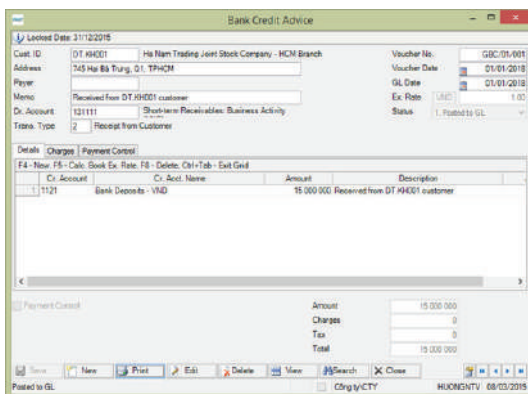 Bank Credit Advice
Locked Date: 31/12/2015
Cust. ID DT.KH001 Ha Nam Trading Joint Stock Company - HCM Branch Voucher No. GBC/01/001
Address 745 Hai Bà Trung, Q1, TPHCM Voucher Date 01/01/2018
Payer GL Date 01/01/2018
Memo Received from DT.KH001 customer Ex. Rate VND 1.00
Dr. Account 131111 Short-term Receivables: Business Activity Status 1. Posted to GL
Trans. Type 2 Receipt from Customer
Details Charges Payment Control
F4 - New, F5 - Calc. Book Ex. Rate, F8 - Delete, Ctrl+Tab - Exit Grid
Cr. Account Cr. Acct. Name Amount Description
1 1121 Bank Deposits - VND 15 000 000 Received from DT.KH001 customer
Payment Control Amount 15 000 000
Charges 0
Tax 0
Total 15 000 000
Save New Print Edit Delete View Search Close
Posted to GL Công ty\CTY HUONGNTV 08/03/2015